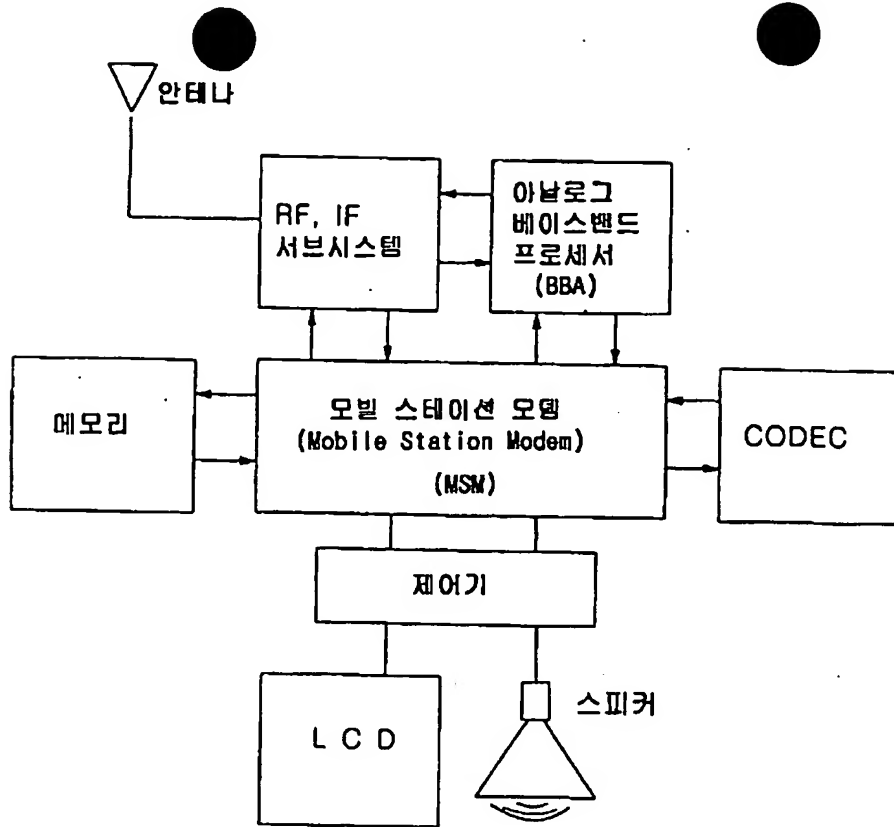 안테나
RF, IF
서브시스템
아날로그
베이스밴드
프로세서
(BBA)
메모리
모빌 스테이션 모뎀
(Mobile Station Modem)
(MSM)
CODEC
제어기
L C D
스피커